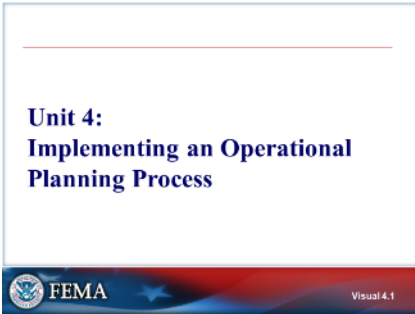 Unit 4:
Implementing an Operational
Planning Process
FEMA
Visual 4.1